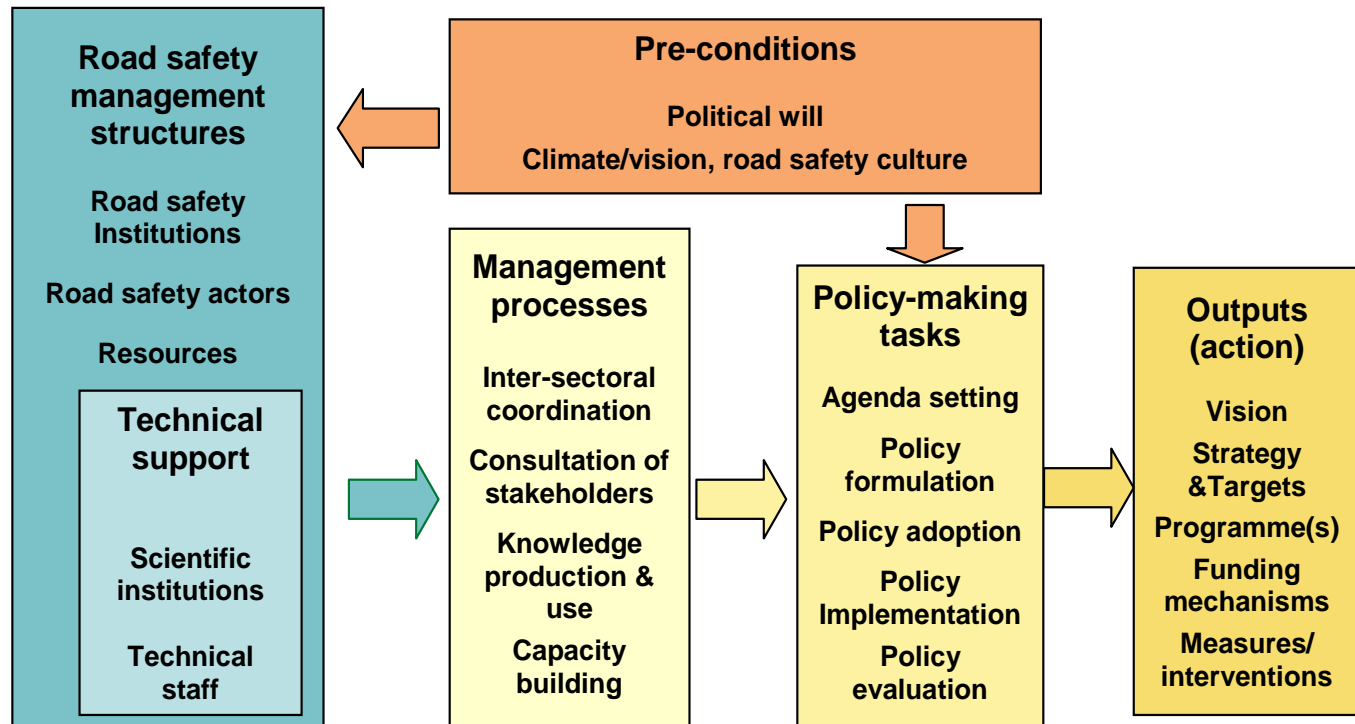 Road safety
management
structures
Road safety
Institutions
Road safety actors
Resources
Technical
support
Scientific
institutions
Technical
staff
Pre-conditions
Political will
Climate/vision, road safety culture
Management
processes
Inter-sectoral
coordination
Consultation of
stakeholders
Knowledge
production &
use
Capacity
building
Policy-making
tasks
Agenda setting
Policy
formulation
Policy adoption
Policy
Implementation
Policy
evaluation
Outputs
(action)
Vision
Strategy
&Targets
Programme(s)
Funding
mechanisms
Measures/
interventions